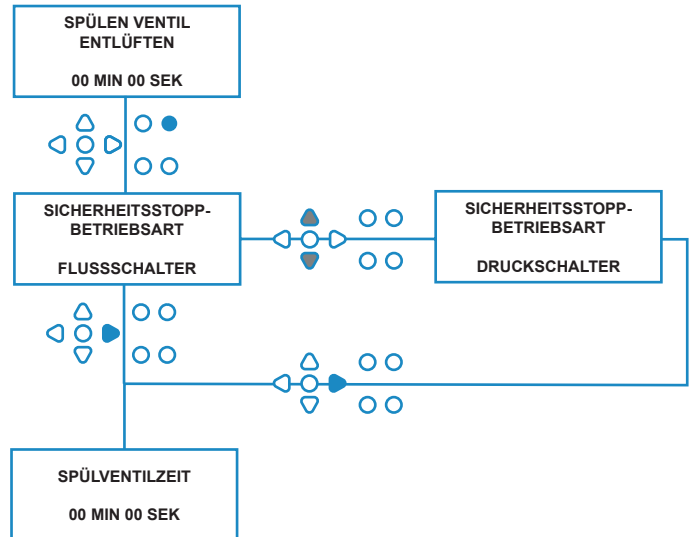 SPÜLEN VENTIL
ENTLÜFTEN
00 MIN 00 SEK
SICHERHEITSSTOPP-
BETRIEBSART
FLUSSSCHALTER
SICHERHEITSSTOPP-
BETRIEBSART
DRUCKSCHALTER
SPÜLVENTILZEIT
00 MIN 00 SEK